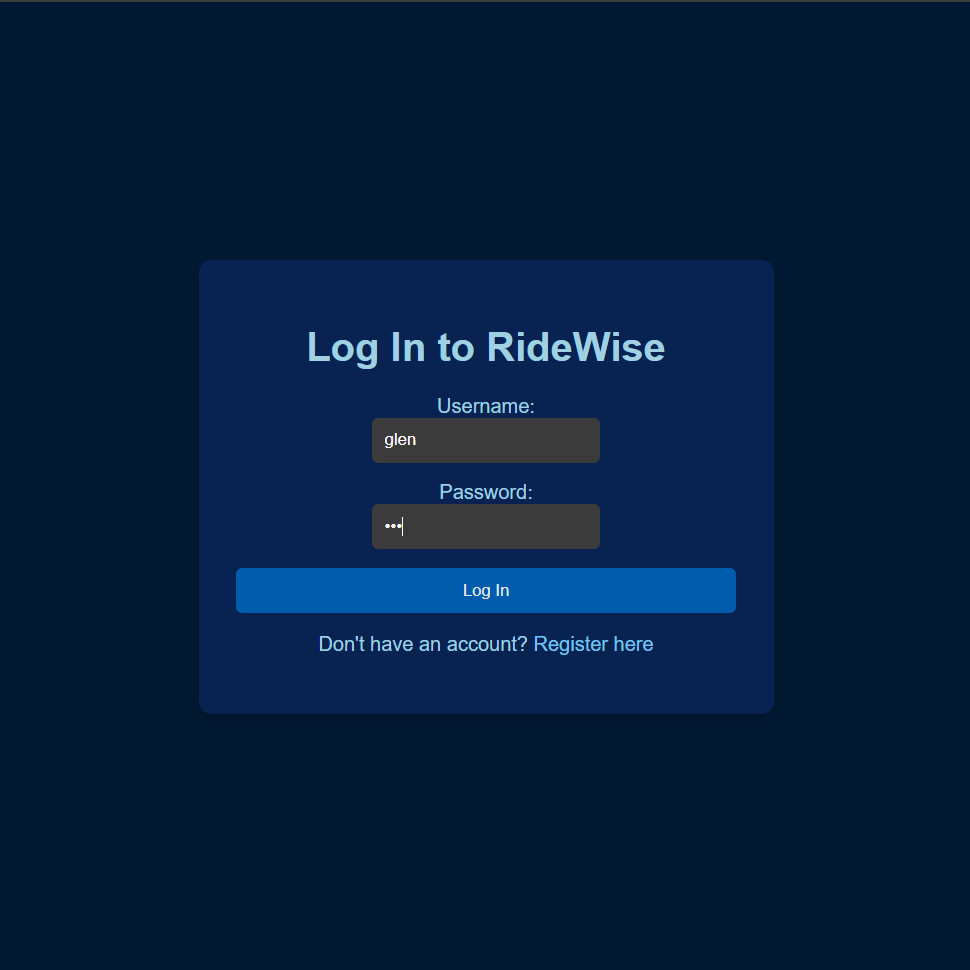 Log In to RideWise
Username:
glen
Password:
•••
Log In
Don't have an account? Register here